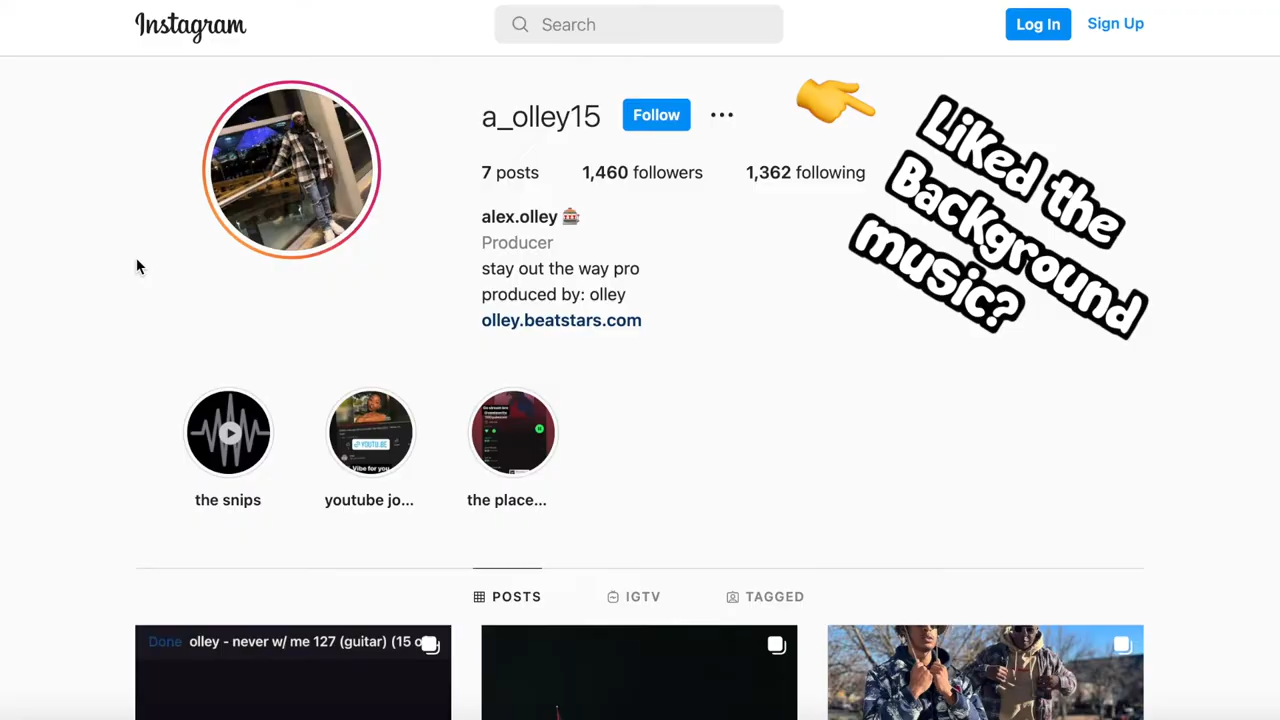 Instagram
Search
Log In
Sign Up
a_olley15
Follow
7 posts
1,460 followers
1,362 following
Liked the
Background
music?
alex.olley
Producer
stay out the way pro
produced by: olley
olley.beatstars.com
YOUTU.BE
Vibe for you
the snips
youtube jo...
the place...
POSTS
IGTV
TAGGED
Done olley - never w/ me 127 (guitar) (15 o